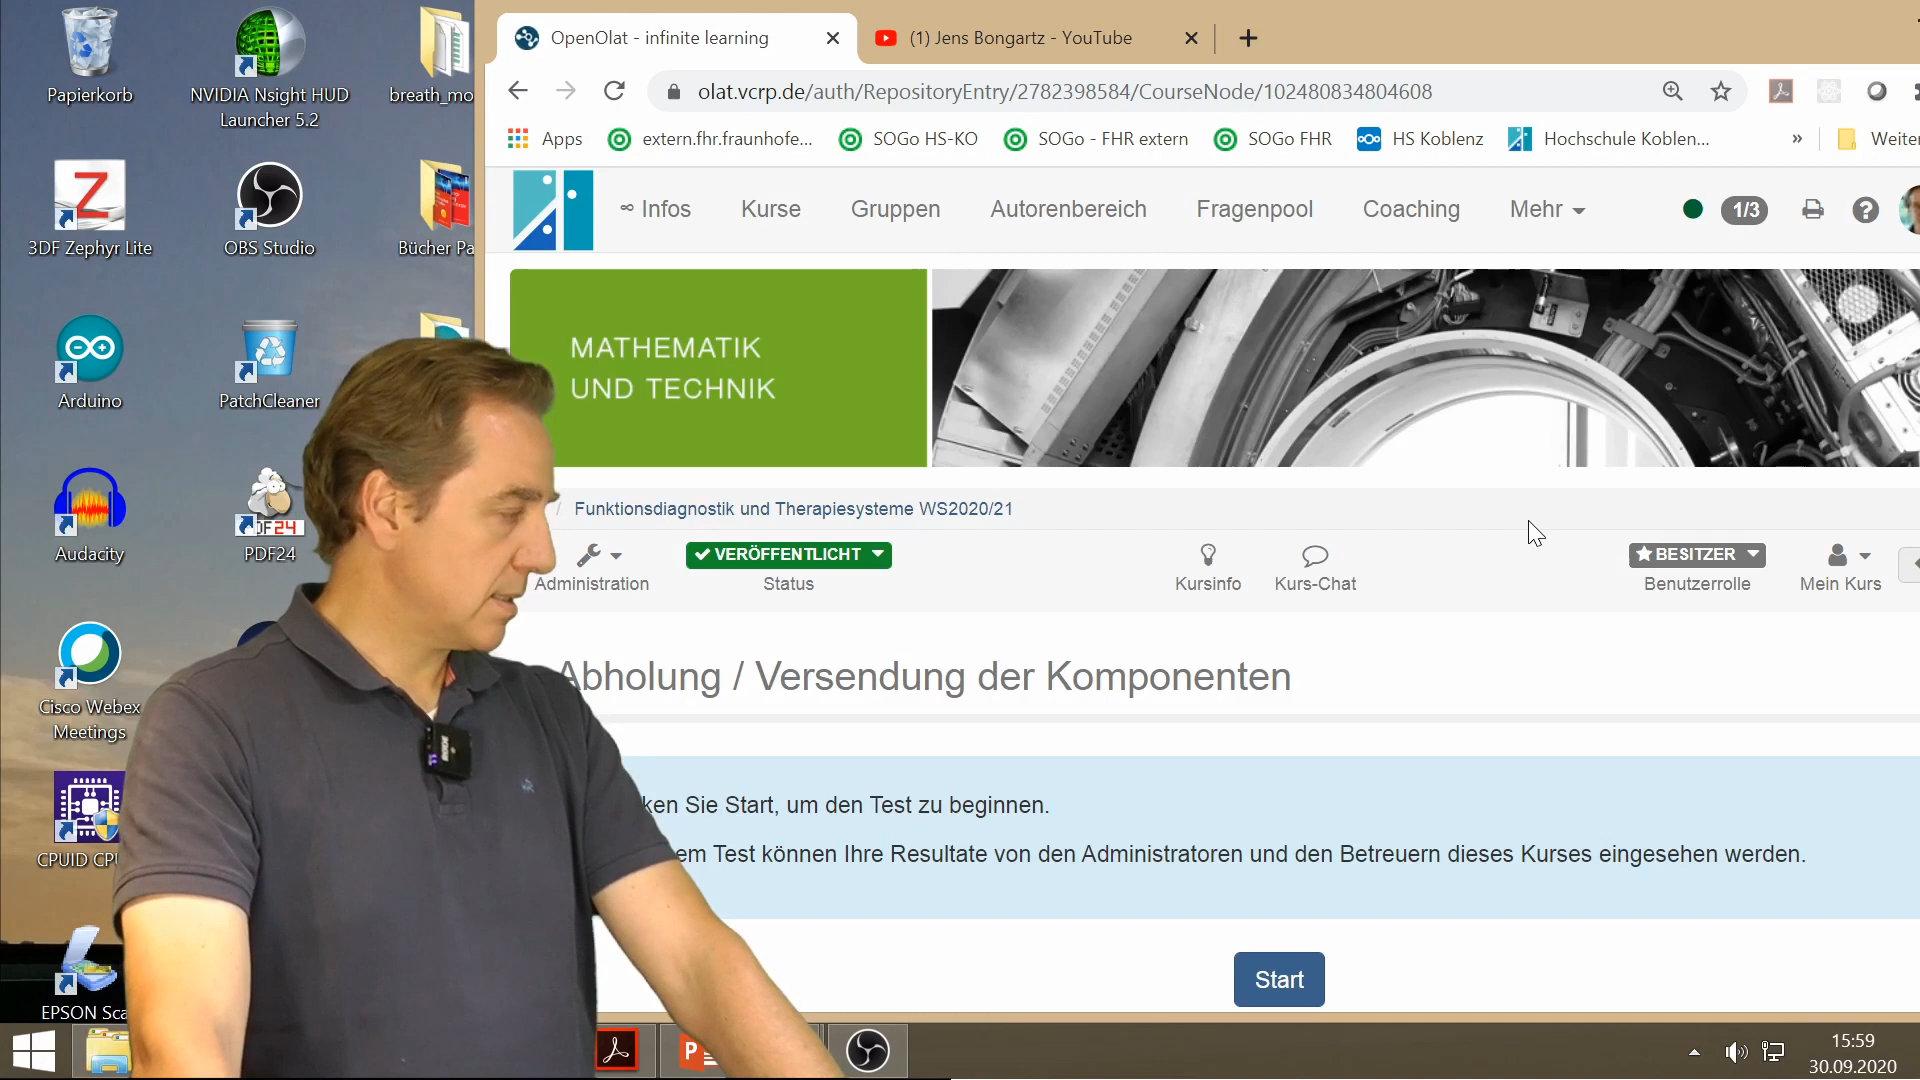 Papierkorb
NVIDIA Nsight HUD
Launcher 5.2
breath_mo
3DF Zephyr Lite
OBS Studio
Bücher Pa
Arduino
PatchCleaner
Audacity
PDF24
Cisco Webex
Meetings
CPUID CPU
EPSON Sca
OpenOlat - infinite learning
(1) Jens Bongartz - YouTube
olat.vcrp.de/auth/RepositoryEntry/2782398584/CourseNode/102480834804608
Apps
extern.fhr.fraunhofe...
SOGo HS-KO
SOGo - FHR extern
SOGo FHR
HS Koblenz
Hochschule Koblen...
»
Weiter
Infos
Kurse
Gruppen
Autorenbereich
Fragenpool
Coaching
Mehr
1/3
MATHEMATIK
UND TECHNIK
/ Funktionsdiagnostik und Therapiesysteme WS2020/21
Administration
VERÖFFENTLICHT
Status
Kursinfo
Kurs-Chat
BESITZER
Benutzerrolle
Mein Kurs
Abholung / Versendung der Komponenten
ken Sie Start, um den Test zu beginnen.
em Test können Ihre Resultate von den Administratoren und den Betreuern dieses Kurses eingesehen werden.
Start
15:59
30.09.2020